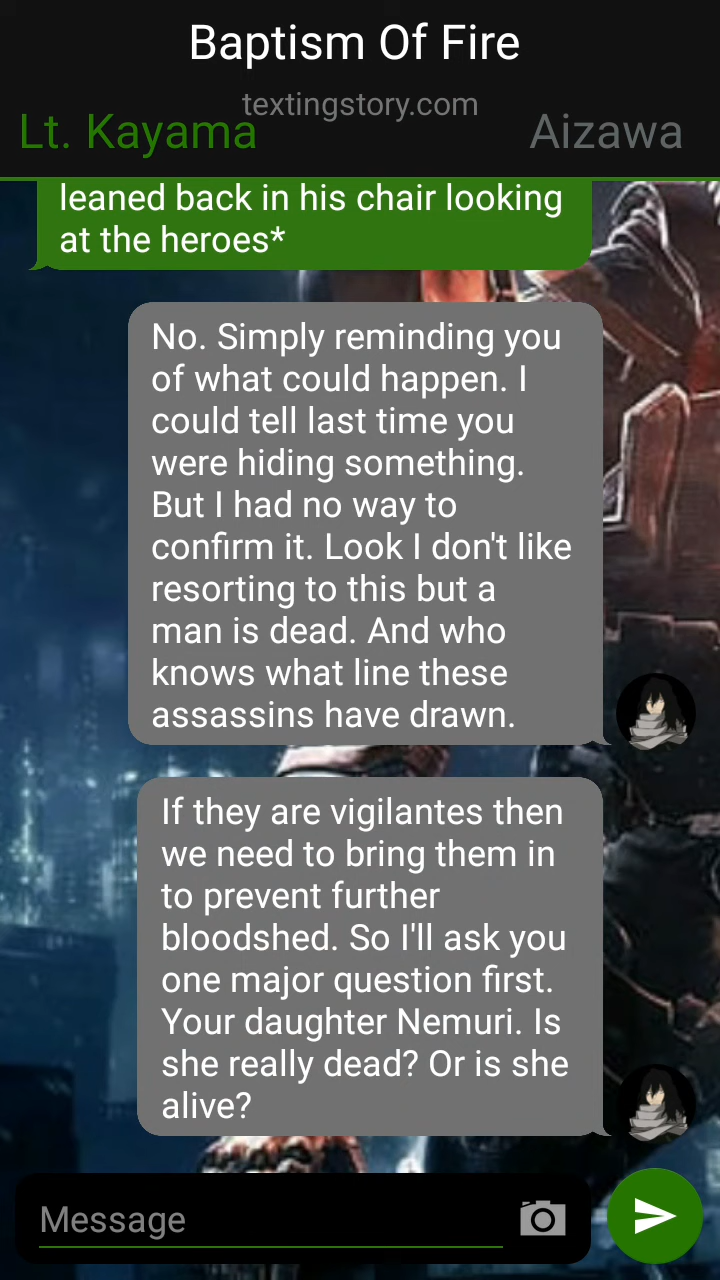 Baptism Of Fire
textingstory.com
Lt. Kayama
Aizawa
leaned back in his chair looking
at the heroes*
No. Simply reminding you
of what could happen. I
could tell last time you
were hiding something.
But I had no way to
confirm it. Look I don't like
resorting to this but a
man is dead. And who
knows what line these
assassins have drawn.
If they are vigilantes then
we need to bring them in
to prevent further
bloodshed. So I'll ask you
one major question first.
Your daughter Nemuri. Is
she really dead? Or is she
alive?
Message